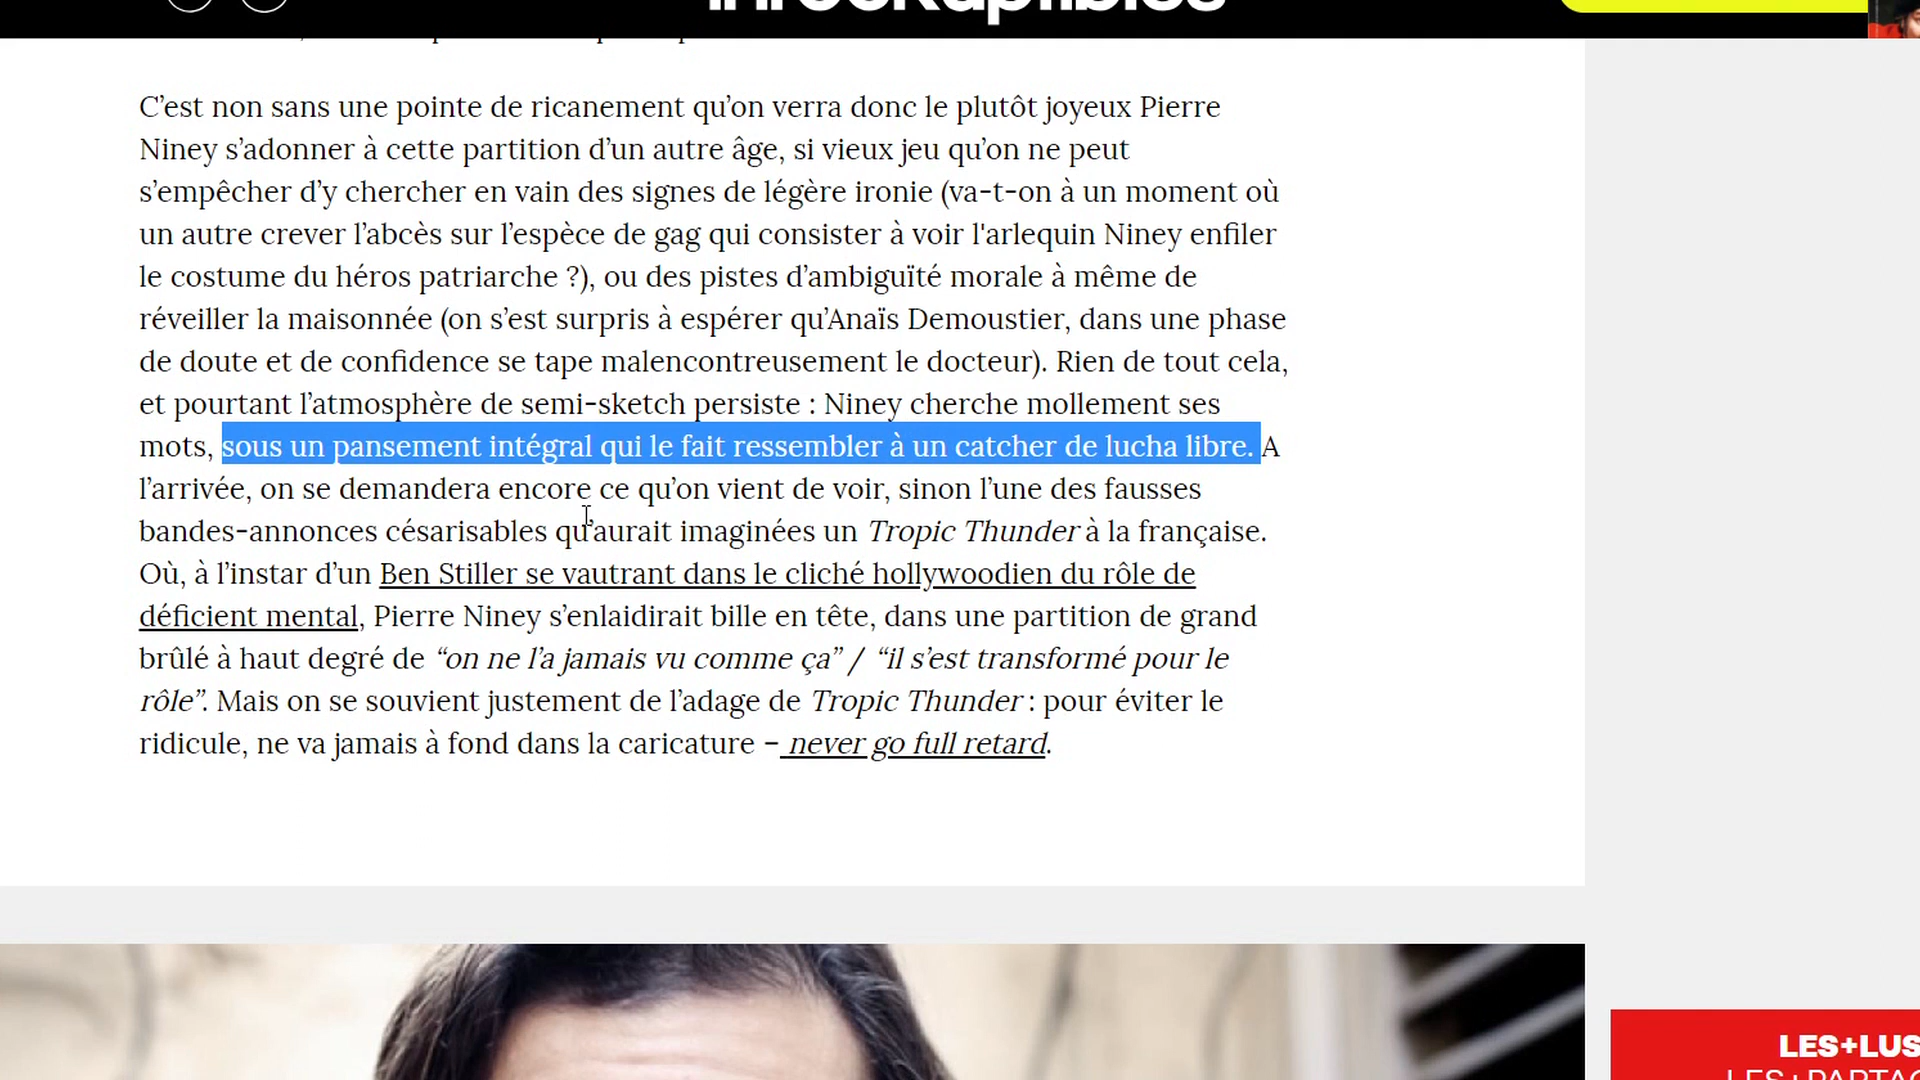 C’est non sans une pointe de ricanement qu’on verra donc le plutôt joyeux Pierre
Niney s’adonner à cette partition d’un autre âge, si vieux jeu qu’on ne peut
s’empêcher d’y chercher en vain des signes de légère ironie (va-t-on à un moment où
un autre crever l’abcès sur l’espèce de gag qui consister à voir l'arlequin Niney enfiler
le costume du héros patriarche ?), ou des pistes d’ambiguïté morale à même de
réveiller la maisonnée (on s’est surpris à espérer qu’Anaïs Demoustier, dans une phase
de doute et de confidence se tape malencontreusement le docteur). Rien de tout cela,
et pourtant l’atmosphère de semi-sketch persiste : Niney cherche mollement ses
mots, sous un pansement intégral qui le fait ressembler à un catcher de lucha libre. A
l’arrivée, on se demandera encore ce qu’on vient de voir, sinon l’une des fausses
bandes-annonces césarisables qu’aurait imaginées un Tropic Thunder à la française.
Où, à l’instar d’un Ben Stiller se vautrant dans le cliché hollywoodien du rôle de
déficient mental, Pierre Niney s’enlaidirait bille en tête, dans une partition de grand
brûlé à haut degré de “on ne l’a jamais vu comme ça” / “il s’est transformé pour le
rôle”. Mais on se souvient justement de l’adage de Tropic Thunder : pour éviter le
ridicule, ne va jamais à fond dans la caricature – never go full retard.
LES+LUS